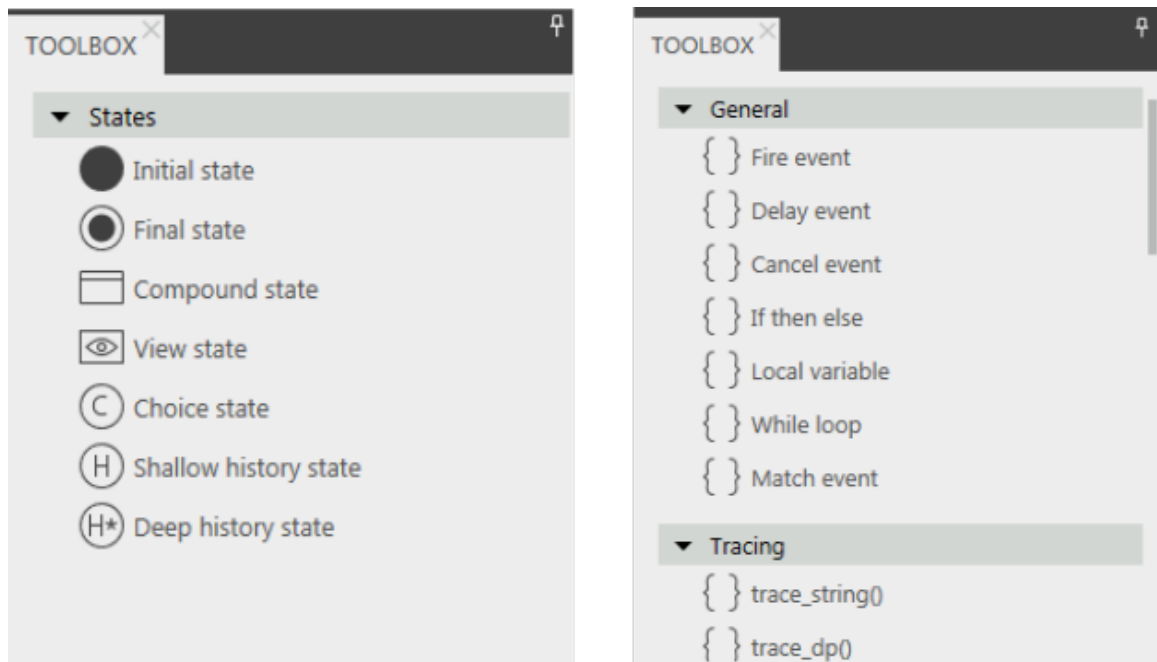 TOOLBOX
States
Initial state
Final state
Compound state
View state
C Choice state
H Shallow history state
H* Deep history state
TOOLBOX
General
{ } Fire event
{ } Delay event
{ } Cancel event
{ } If then else
{ } Local variable
{ } While loop
{ } Match event
Tracing
{ } trace_string()
{ } trace_dp()